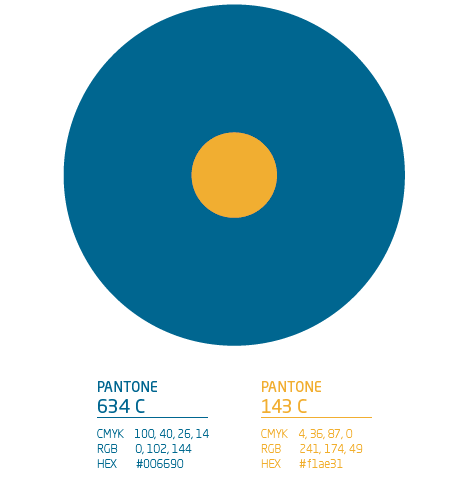 PANTONE
634 C
CMYK 100, 40, 26, 14
RGB 0, 102, 144
HEX #006690
PANTONE
143 C
CMYK 4, 36, 87, 0
RGB 241, 174, 49
HEX #f1ae31